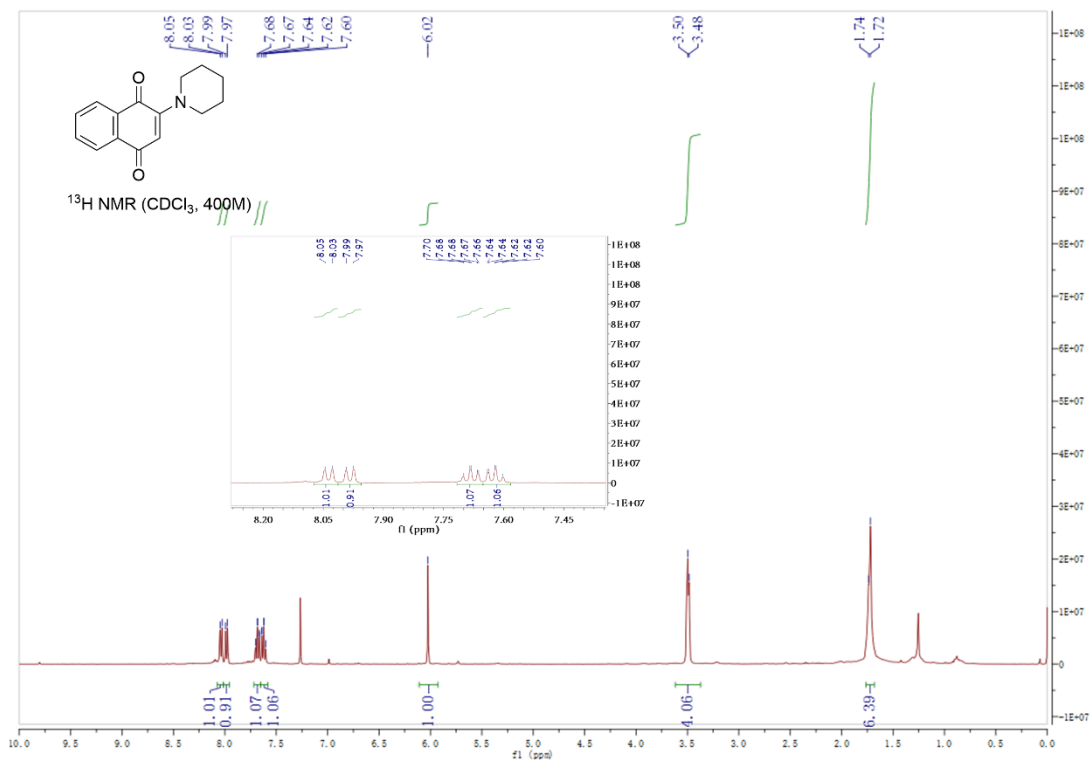 8.05 8.03 7.99 7.97 7.68 7.67 7.64 7.62 7.60 6.02 3.50 3.48 1.74 1.72
O
N
O
¹³H NMR (CDCl₃, 400M)
8.05 8.03 7.99 7.97 7.70 7.68 7.68 7.67 7.66 7.64 7.64 7.62 7.62 7.60
1E+08
1E+08
1E+08
9E+07
8E+07
7E+07
6E+07
5E+07
4E+07
3E+07
2E+07
1E+07
0
-1E+07
1.01 0.91 1.07 1.06
8.20 8.05 7.90 7.75 7.60 7.45
f1 (ppm)
1E+08
1E+08
1E+08
9E+07
8E+07
7E+07
6E+07
5E+07
4E+07
3E+07
2E+07
1E+07
0
-1E+07
1.01 0.91 1.07 1.06 1.00 4.06 6.39
10.0 9.5 9.0 8.5 8.0 7.5 7.0 6.5 6.0 5.5 5.0 4.5 4.0 3.5 3.0 2.5 2.0 1.5 1.0 0.5 0.0
f1 (ppm)